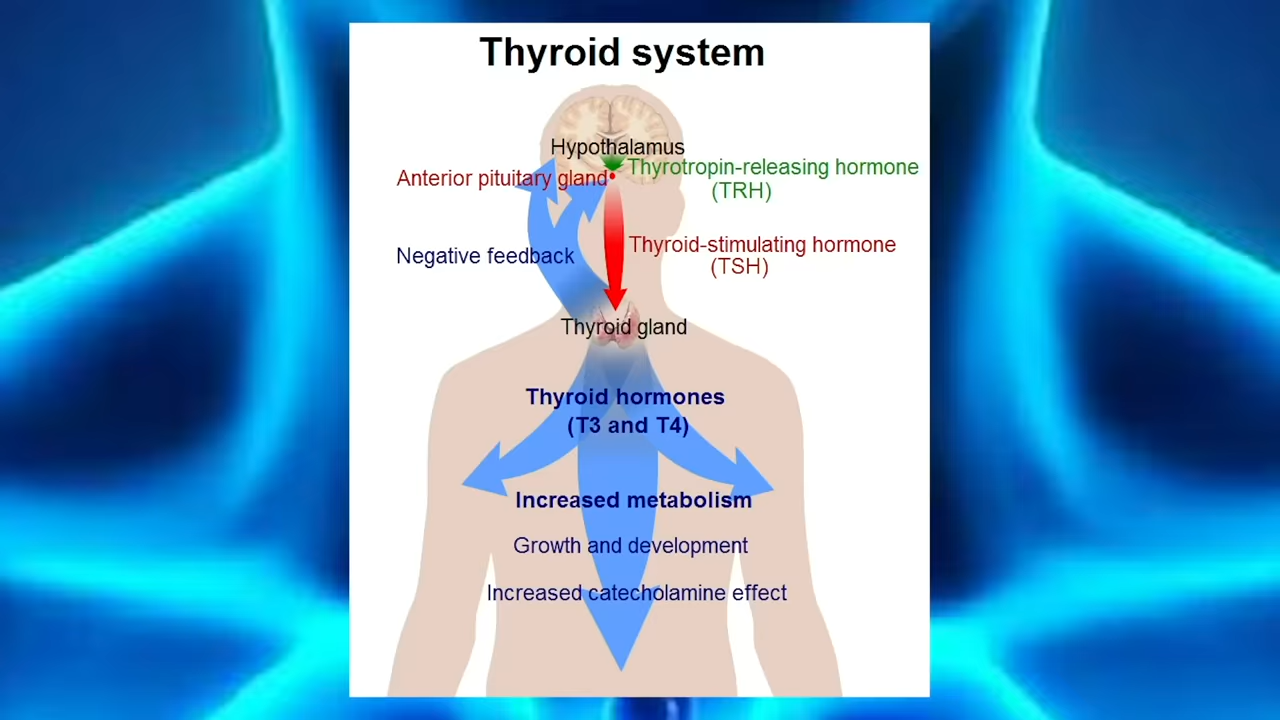 Thyroid system
Hypothalamus
Thyrotropin-releasing hormone
(TRH)
Anterior pituitary gland
Thyroid-stimulating hormone
(TSH)
Negative feedback
Thyroid gland
Thyroid hormones
(T3 and T4)
Increased metabolism
Growth and development
Increased catecholamine effect